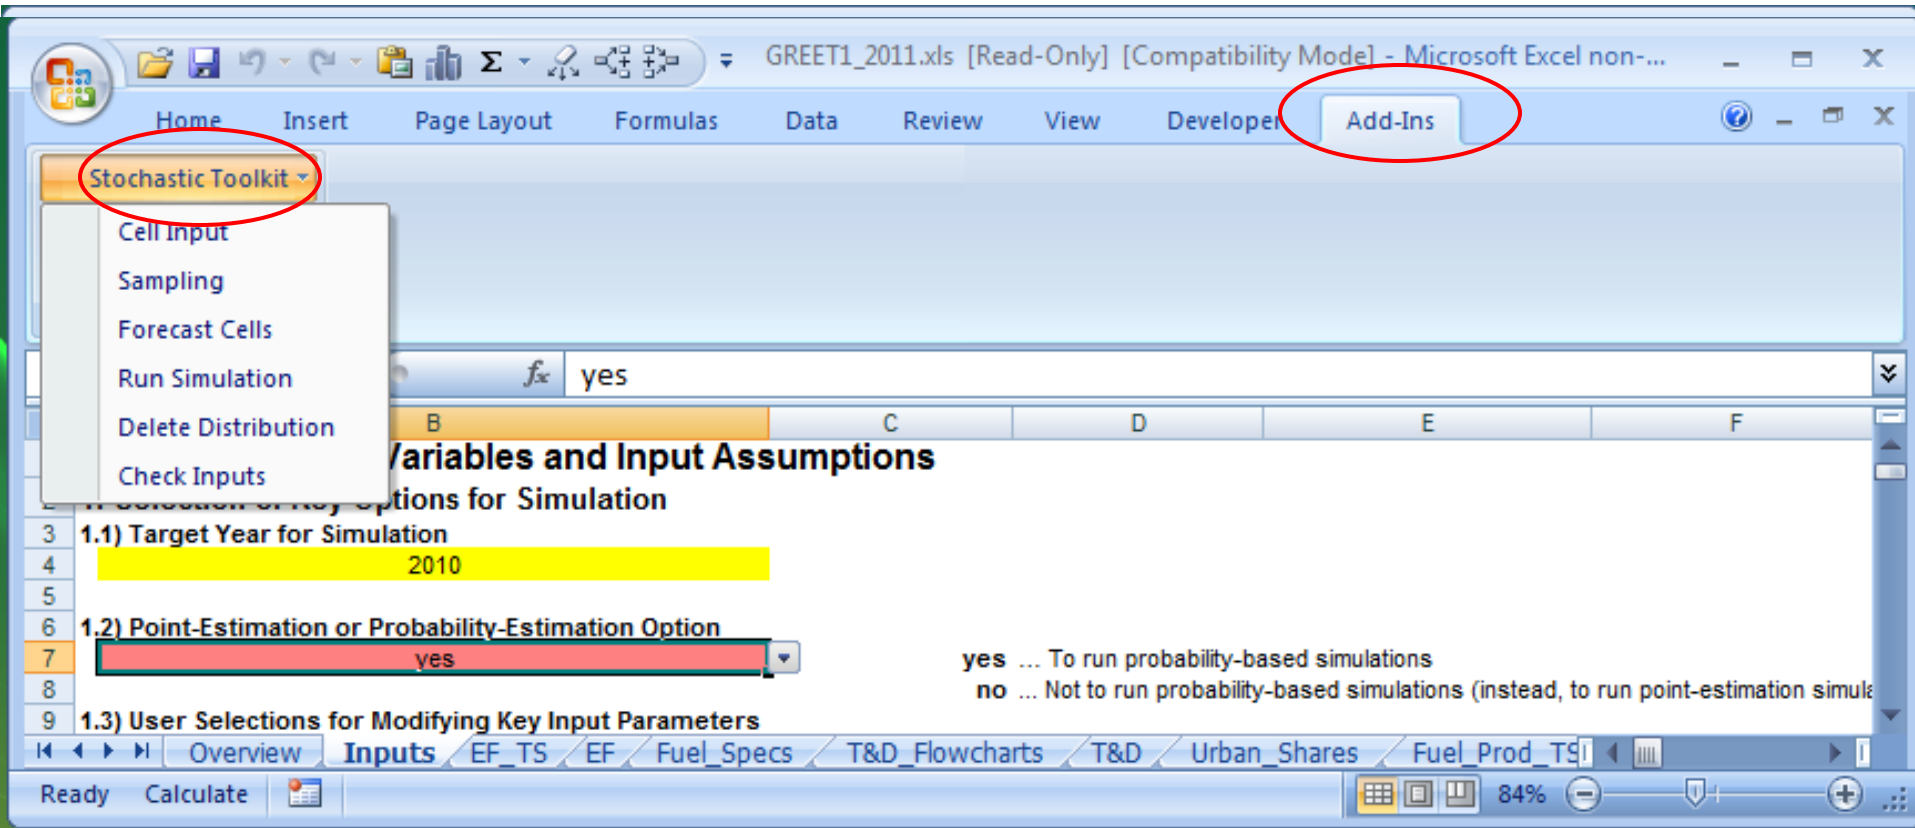 GREET1_2011.xls [Read-Only] [Compatibility Mode] - Microsoft Excel non-...
Home Insert Page Layout Formulas Data Review View Developer Add-Ins
Stochastic Toolkit
Cell Input
Sampling
Forecast Cells
Run Simulation
Delete Distribution
Check Inputs
fx yes
B C D E F
Variables and Input Assumptions
Options for Simulation
3 1.1) Target Year for Simulation
4 2010
5
6 1.2) Point-Estimation or Probability-Estimation Option
7 yes yes ... To run probability-based simulations
8 no ... Not to run probability-based simulations (instead, to run point-estimation simula
9 1.3) User Selections for Modifying Key Input Parameters
Overview Inputs EF_TS EF Fuel_Specs T&D_Flowcharts T&D Urban_Shares Fuel_Prod_TS
Ready Calculate 84%